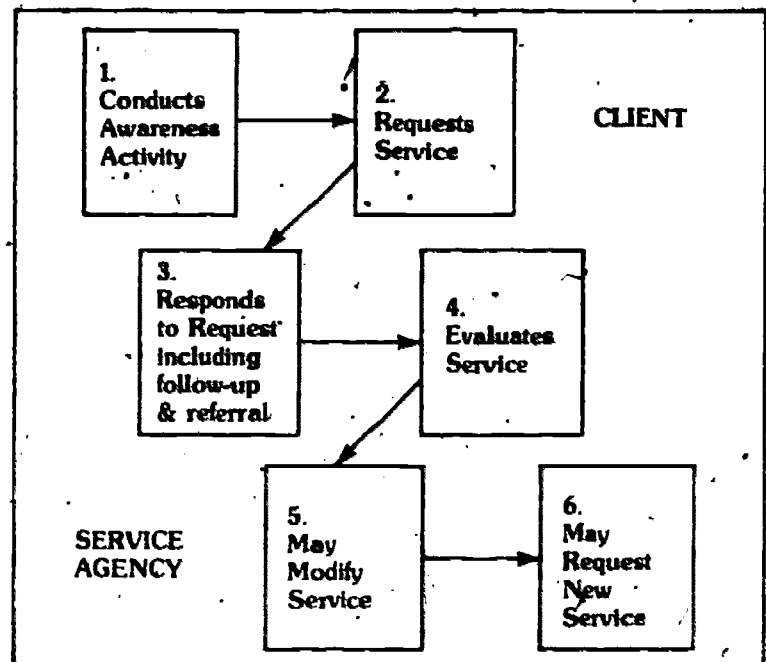 1.
Conducts
Awareness
Activity
2.
Requests
Service
CLIENT
3.
Responds
to Request
including
follow-up
& referral
4.
Evaluates
Service
SERVICE
AGENCY
5.
May
Modify
Service
6.
May
Request
New
Service